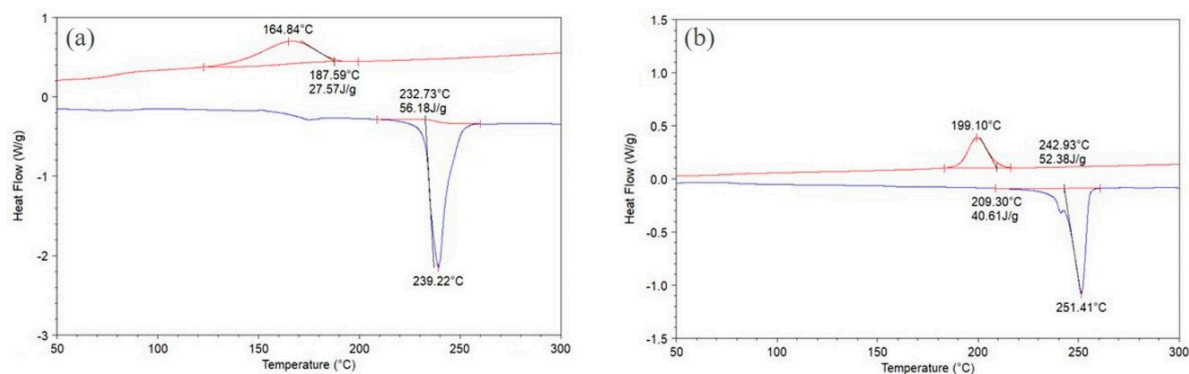 (a)
164.84°C
187.59°C
27.57J/g
232.73°C
56.18J/g
239.22°C
Heat Flow (W/g)
1
0
-1
-2
-3
50
100
150
200
250
300
Temperature (°C)
(b)
199.10°C
242.93°C
52.38J/g
209.30°C
40.61J/g
251.41°C
Heat Flow (W/g)
1.5
1.0
0.5
0.0
-0.5
-1.0
-1.5
50
100
150
200
250
300
Temperature (°C)